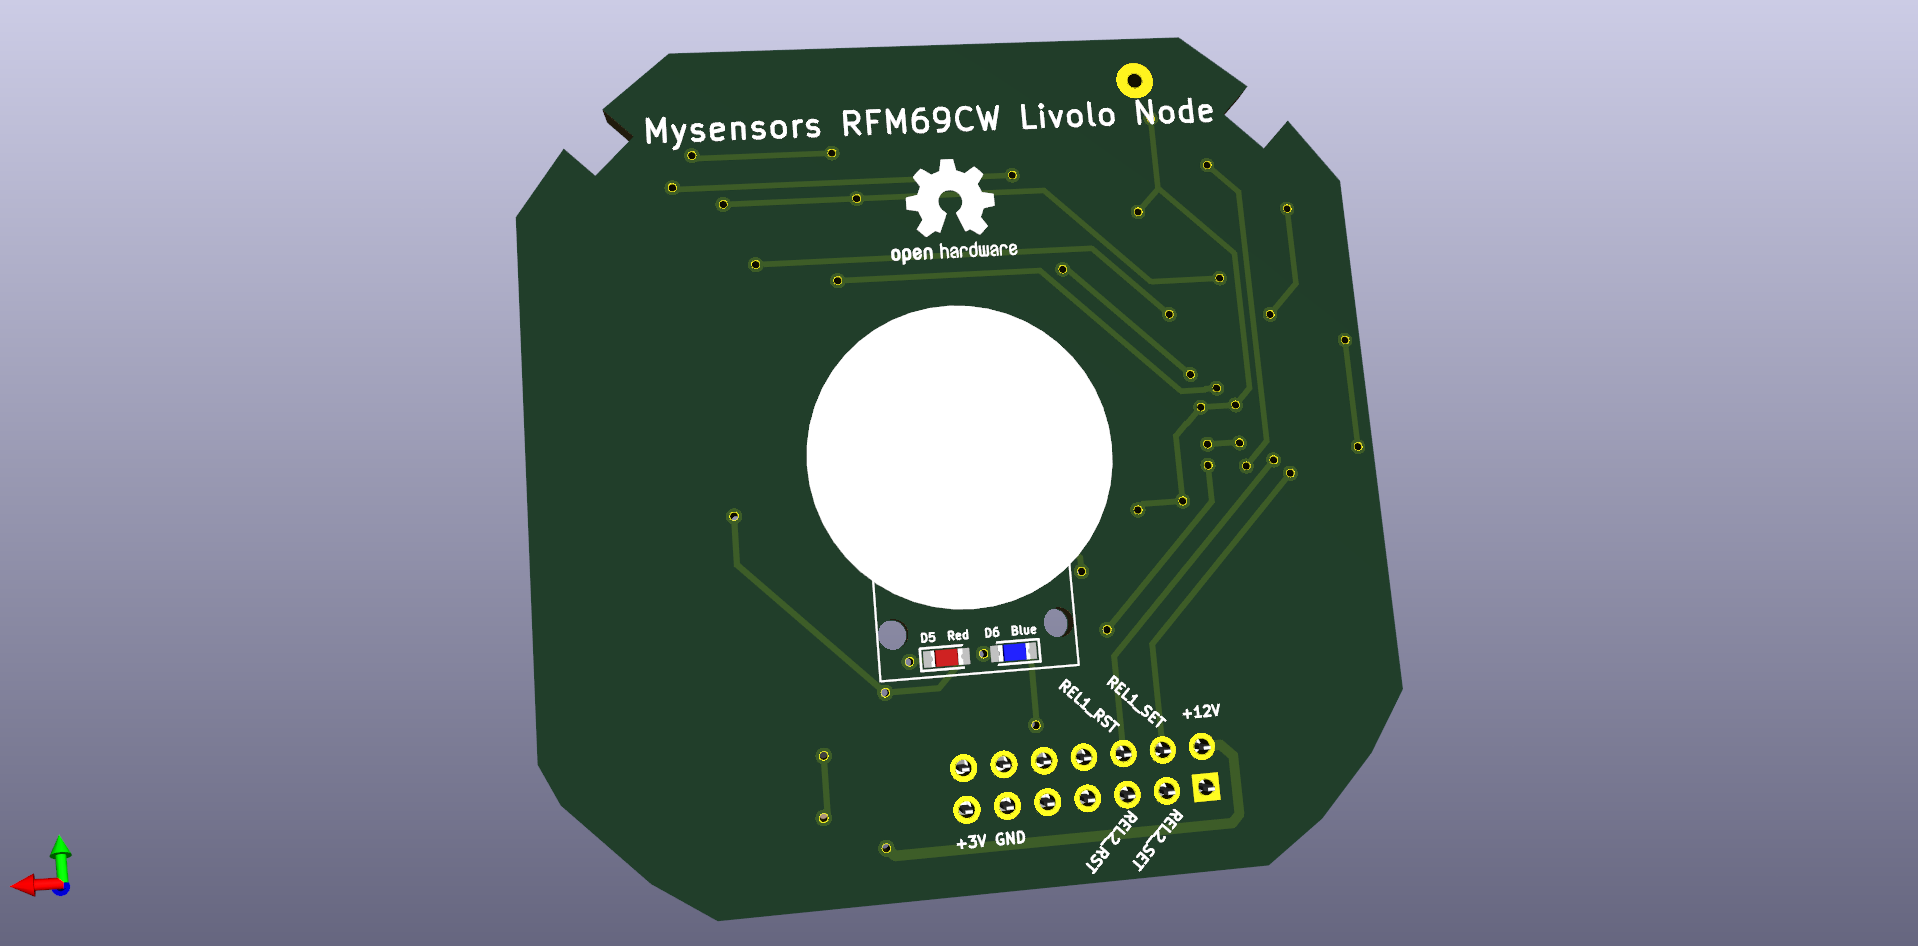 Mysensors RFM69CW Livolo Node
open hardware
D5 Red D6 Blue
REL1_RST
REL1_SET
+12V
+3V GND
REL2_RST
REL2_SET